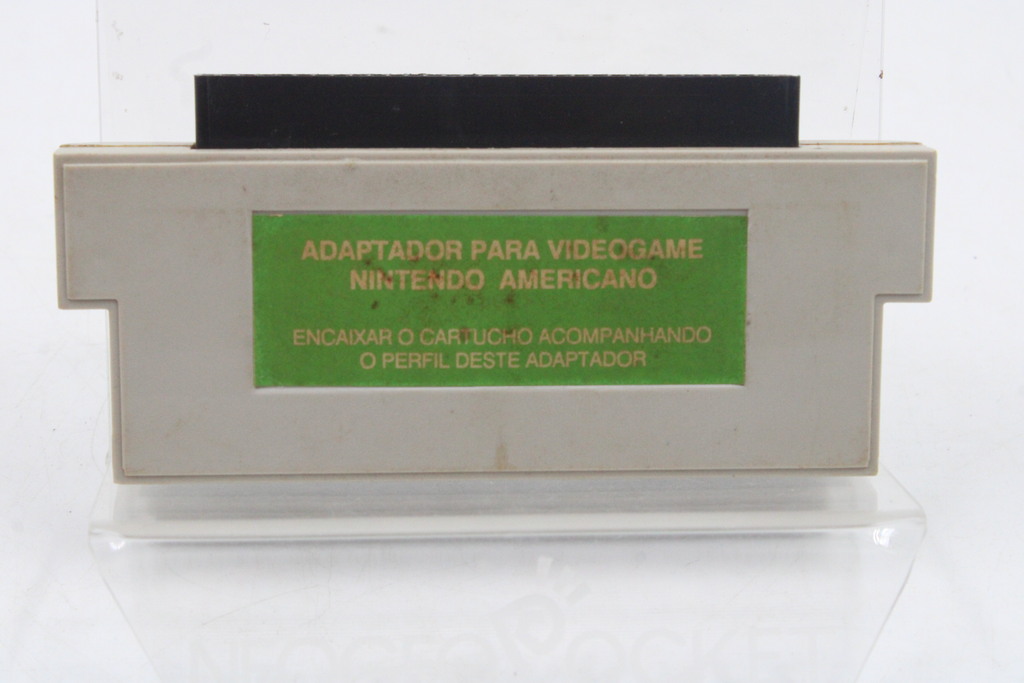 ADAPTADOR PARA VIDEOGAME
NINTENDO AMERICANO
ENCAIXAR O CARTUCHO ACOMPANHANDO
O PERFIL DESTE ADAPTADOR